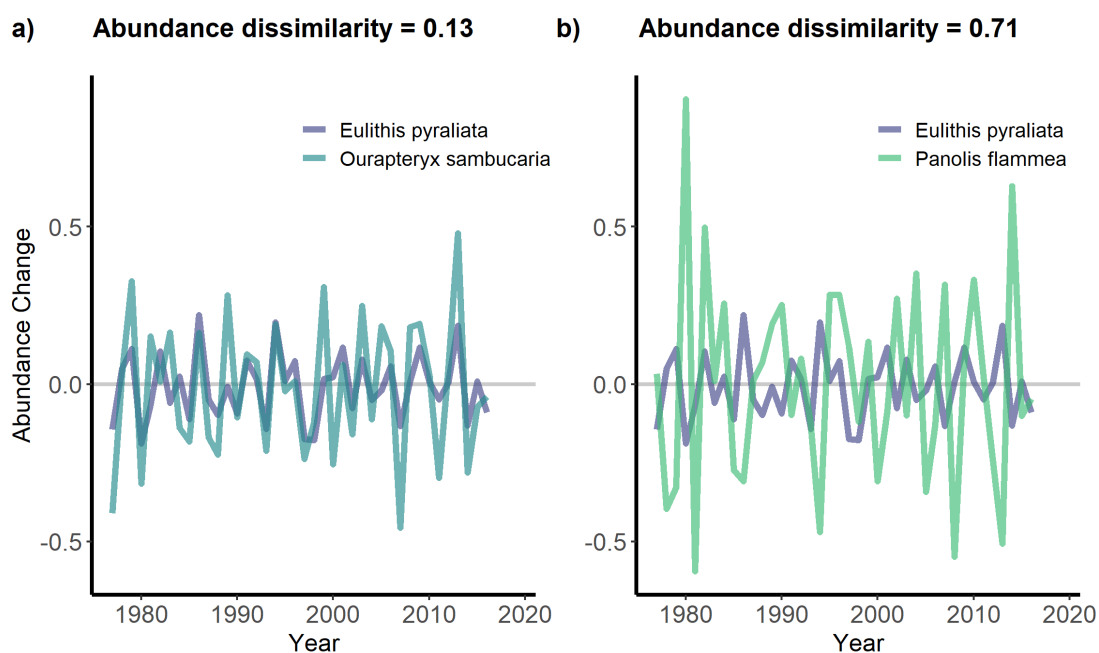 a) Abundance dissimilarity = 0.13
Eulithis pyraliata
Ourapteryx sambucaria
Abundance Change
0.5
0.0
-0.5
1980 1990 2000 2010 2020
Year
b) Abundance dissimilarity = 0.71
Eulithis pyraliata
Panolis flammea
0.5
0.0
-0.5
1980 1990 2000 2010 2020
Year